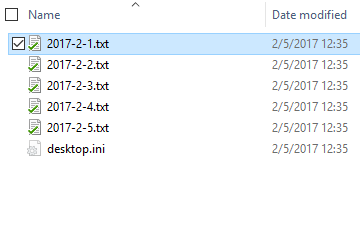 Name Date modified
2017-2-1.txt 2/5/2017 12:35
2017-2-2.txt 2/5/2017 12:35
2017-2-3.txt 2/5/2017 12:35
2017-2-4.txt 2/5/2017 12:35
2017-2-5.txt 2/5/2017 12:35
desktop.ini 2/5/2017 12:35